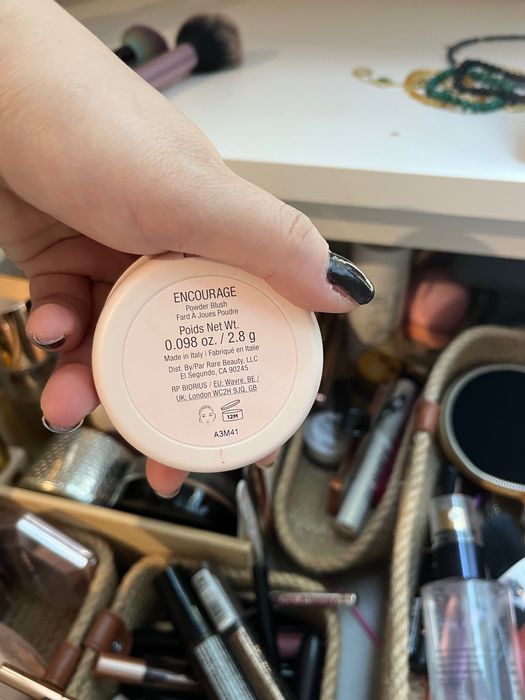 ENCOURAGE
Powder Blush
Fard A Joues Poudre
Poids Net Wt.
0.098 oz. / 2.8 g
Made in Italy | Fabriqué en Italie
Dist. By/Par Rare Beauty, LLC
El Segundo, CA 90245
RP BIORIUS / EU: Wavre, BE /
UK: London WC2H 9JQ, GB
12M
A3M41